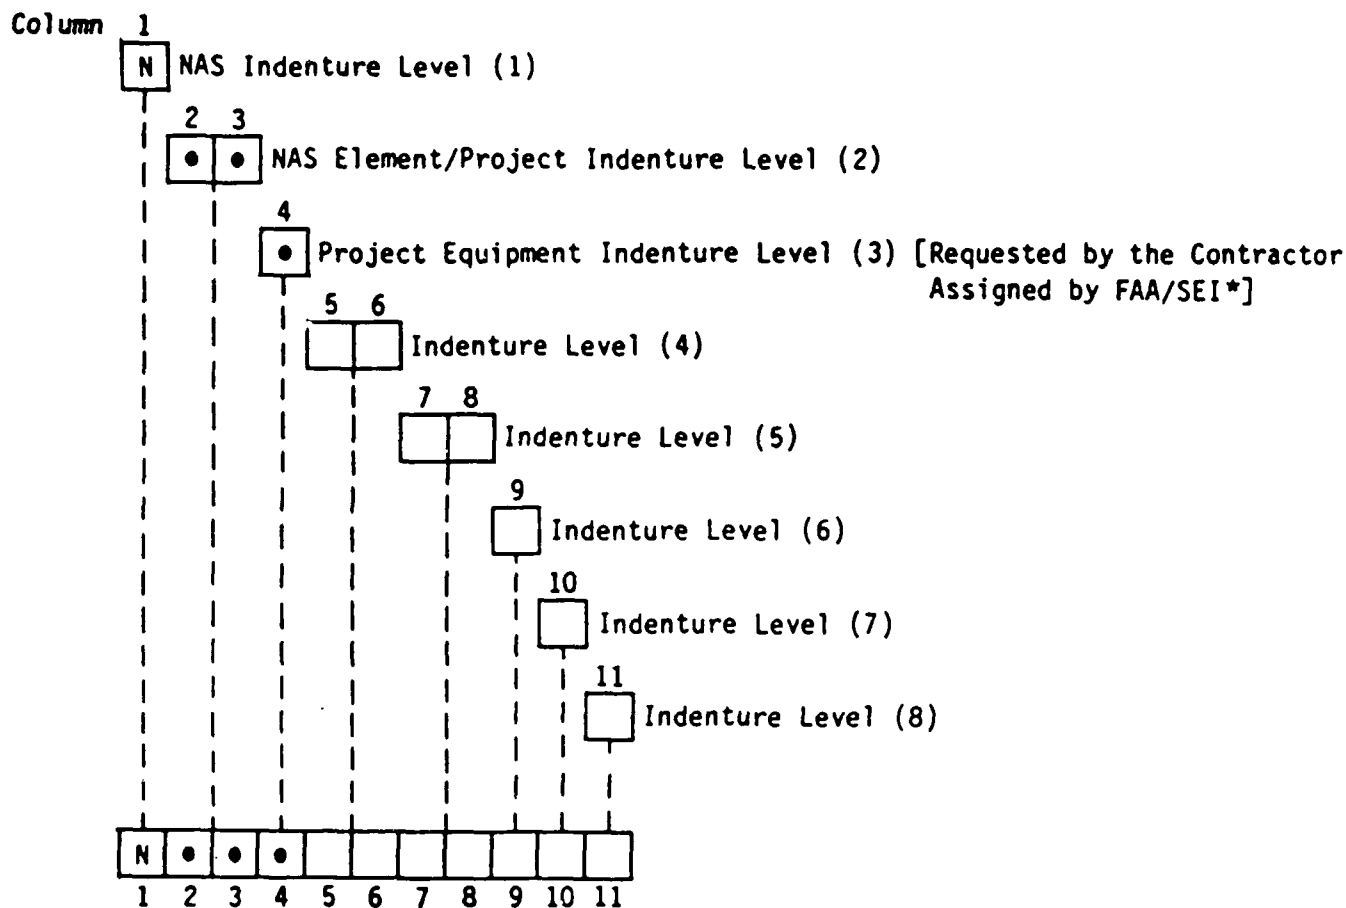 Column 1
N NAS Indenture Level (1)
2 3
● ● NAS Element/Project Indenture Level (2)
4
● Project Equipment Indenture Level (3) [Requested by the Contractor
Assigned by FAA/SEI*]
5 6
Indenture Level (4)
7 8
Indenture Level (5)
9
Indenture Level (6)
10
Indenture Level (7)
11
Indenture Level (8)
N ● ● ●
1 2 3 4 5 6 7 8 9 10 11